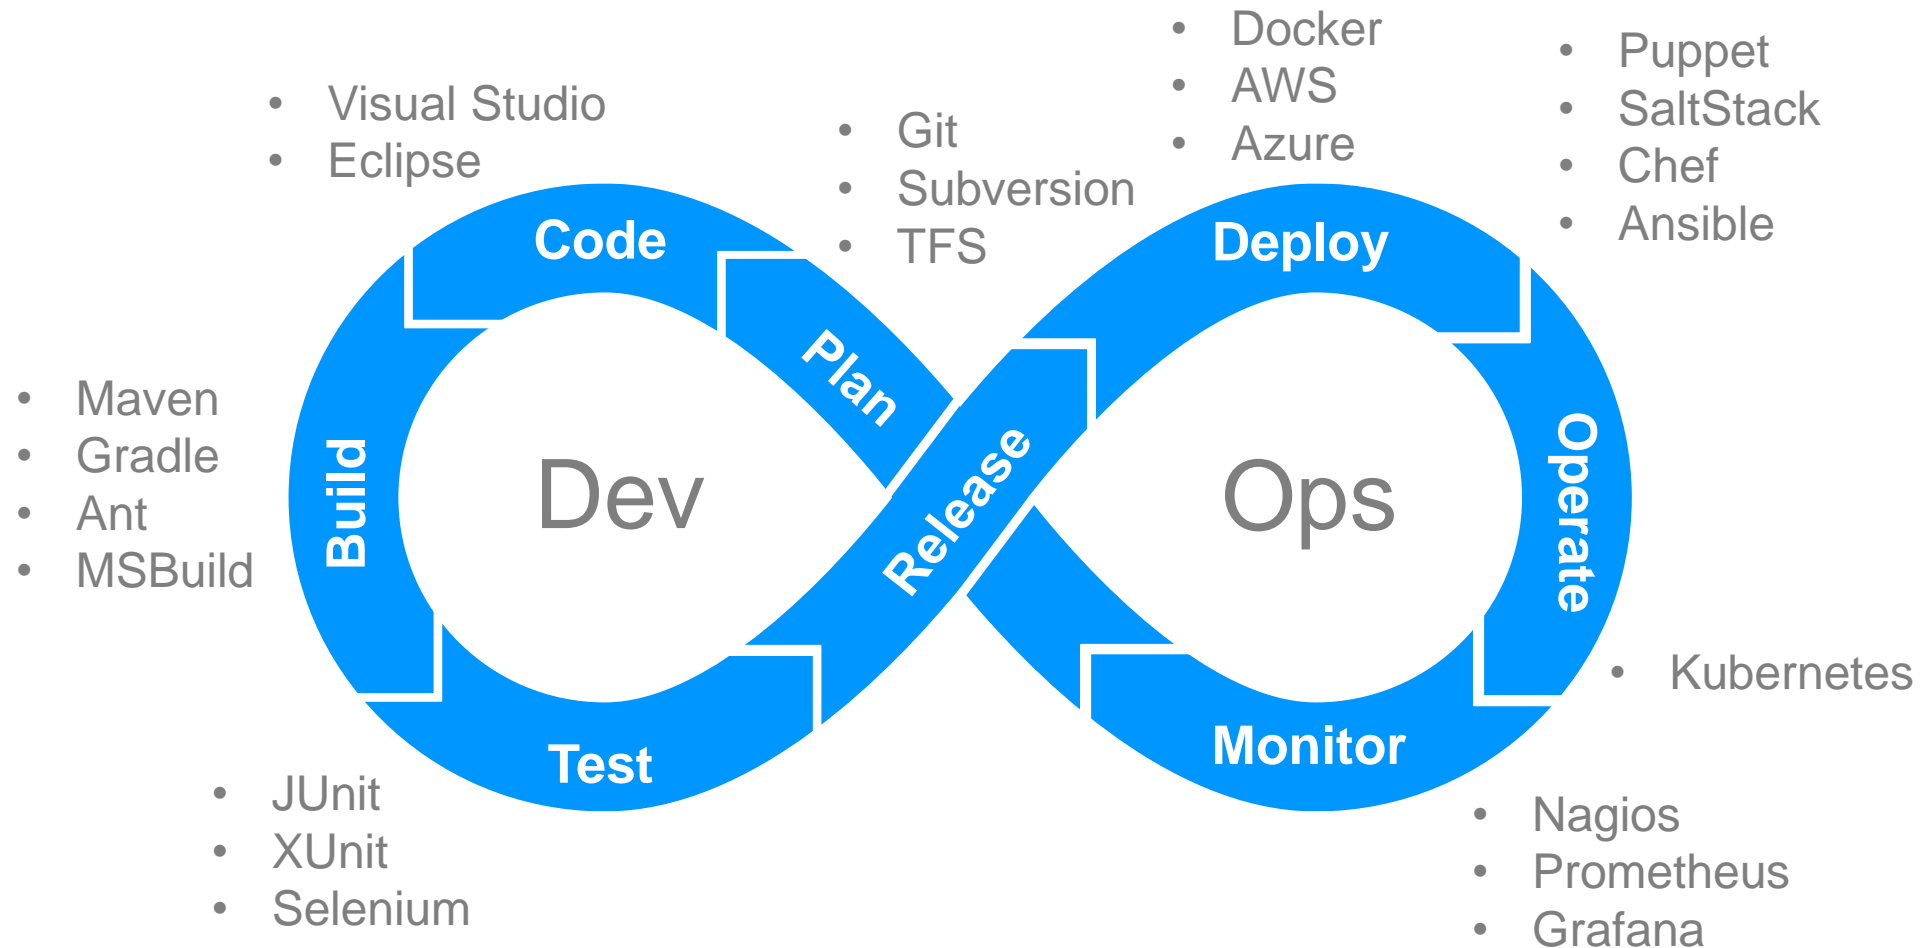 • Docker
• AWS
• Azure
• Puppet
• SaltStack
• Chef
• Ansible
• Visual Studio
• Eclipse
• Git
• Subversion
• TFS
Code
Deploy
Plan
• Maven
• Gradle
• Ant
• MSBuild
Build
Dev
Release
Ops
Operate
• Kubernetes
Test
Monitor
• JUnit
• XUnit
• Selenium
• Nagios
• Prometheus
• Grafana